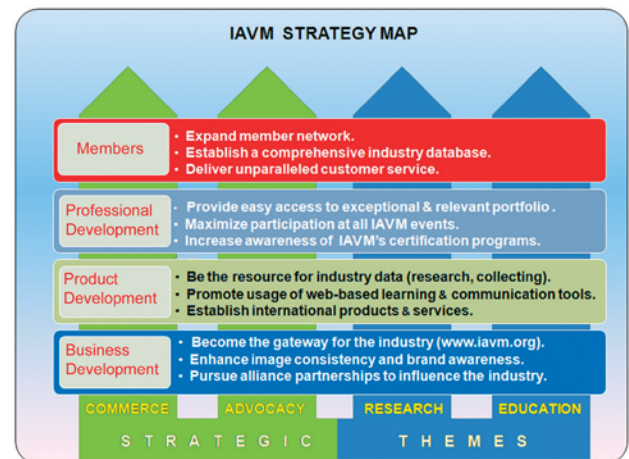 IAVM STRATEGY MAP
Members
• Expand member network.
• Establish a comprehensive industry database.
• Deliver unparalleled customer service.
Professional
Development
• Provide easy access to exceptional & relevant portfolio .
• Maximize participation at all IAVM events.
• Increase awareness of IAVM's certification programs.
Product
Development
• Be the resource for industry data (research, collecting).
• Promote usage of web-based learning & communication tools.
• Establish international products & services.
Business
Development
• Become the gateway for the industry (www.iavm.org).
• Enhance image consistency and brand awareness.
• Pursue alliance partnerships to influence the industry.
COMMERCE ADVOCACY RESEARCH EDUCATION
STRATEGIC THEMES